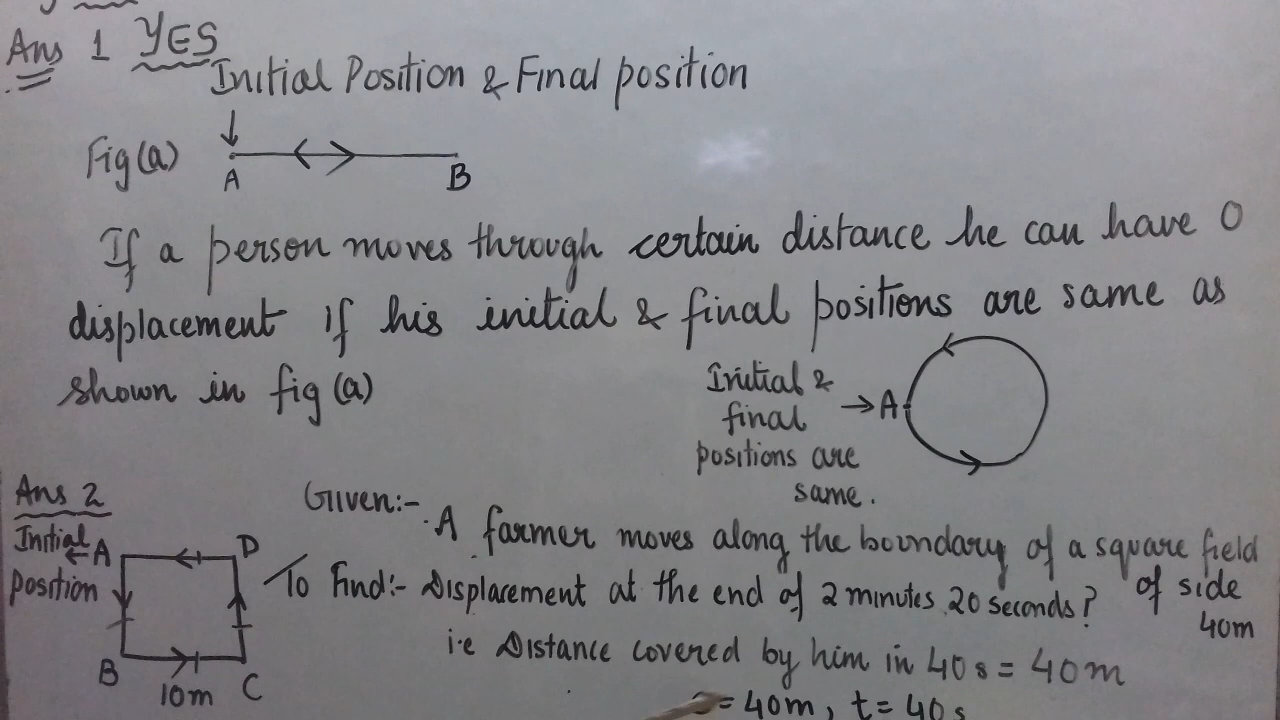 Ans 1 YES
Initial Position & Final position
Fig(a) A B
If a person moves through certain distance he can have 0
displacement if his initial & final positions are same as
shown in fig (a)
Initial &
final → A
positions are
same.
Ans 2
Initial ← A D
position
B 10m C
Given:- A farmer moves along the boundary of a square field
of side
40m
To Find:- Displacement at the end of 2 minutes 20 seconds?
i.e Distance covered by him in 40s = 40m
= 40m, t = 40s